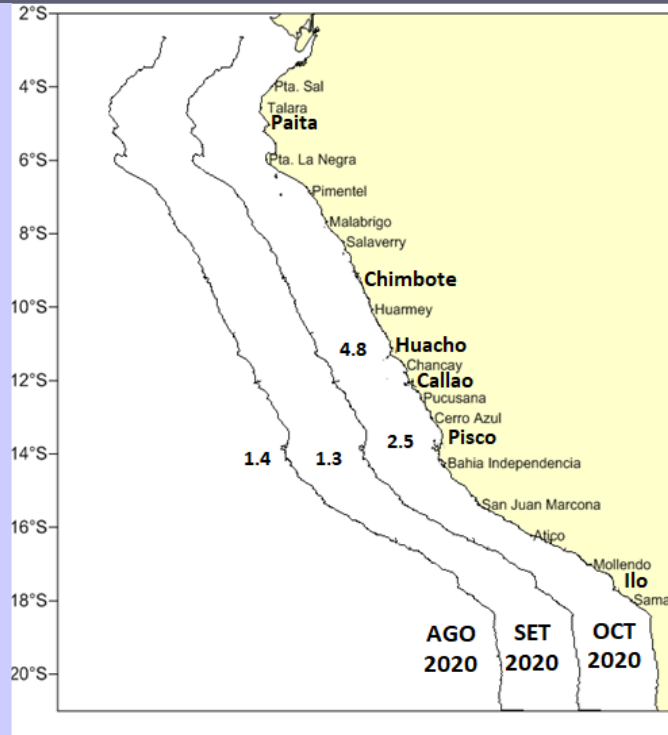 2°S
4°S
Pta. Sal
Talara
Paita
6°S
Pta. La Negra
Pimentel
Malabrigo
8°S
Salaverry
Chimbote
10°S
Huarmey
4.8
Huacho
Chancay
12°S
Callao
Pucusana
Cerro Azul
2.5
Pisco
14°S
1.4
1.3
Bahia Independencia
San Juan Marcona
16°S
Atico
Mollendo
Ilo
18°S
Sama
AGO
2020
SET
2020
OCT
2020
20°S